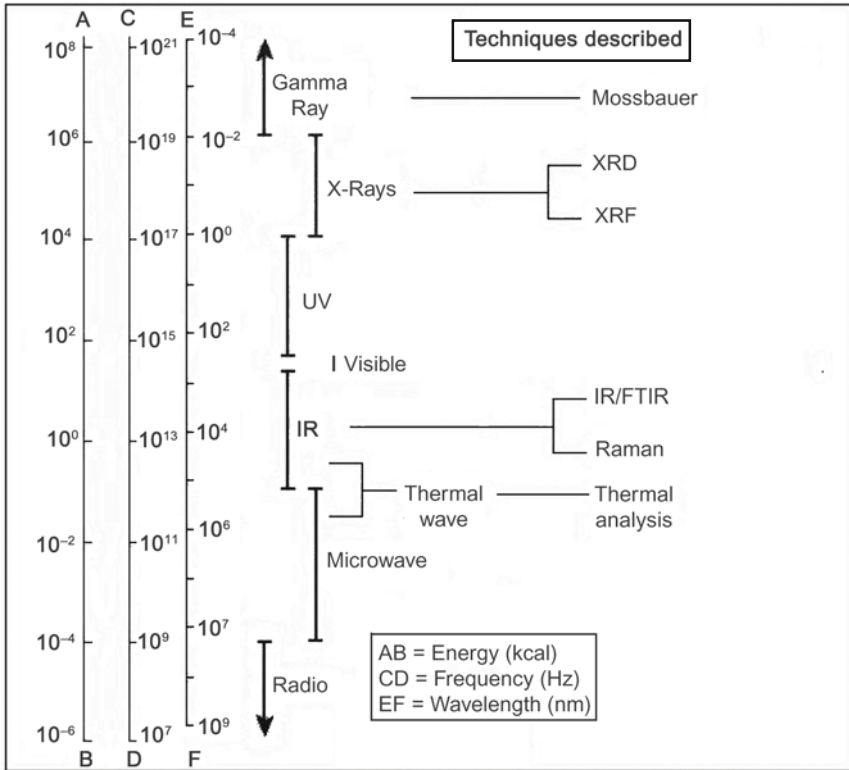 A C E
Techniques described
10⁸ 10²¹ 10⁻⁴
Gamma
Ray
Mossbauer
10⁶ 10¹⁹ 10⁻²
XRD
X-Rays
XRF
10⁴ 10¹⁷ 10⁰
UV
10² 10¹⁵ 10²
I Visible
IR/FTIR
10⁰ 10¹³ 10⁴
IR
Raman
Thermal
wave
Thermal
analysis
10⁻² 10¹¹ 10⁶
Microwave
10⁻⁴ 10⁹ 10⁷
AB = Energy (kcal)
CD = Frequency (Hz)
EF = Wavelength (nm)
Radio
10⁻⁶ 10⁷ 10⁹
B D F